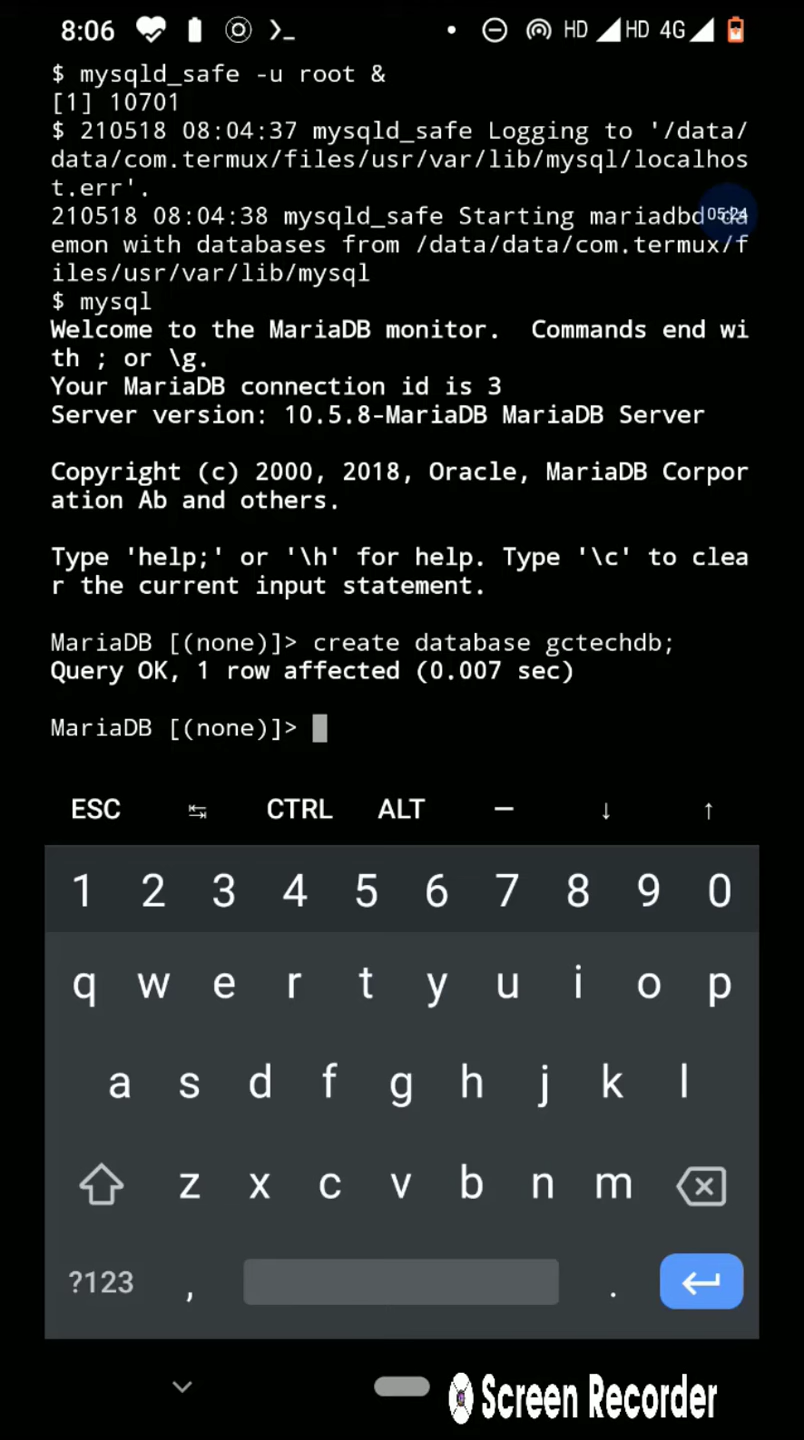 8:06 HD HD 4G
$ mysqld_safe -u root &
[1] 10701
$ 210518 08:04:37 mysqld_safe Logging to '/data/
data/com.termux/files/usr/var/lib/mysql/localhos
t.err'.
210518 08:04:38 mysqld_safe Starting mariadbd da
05:24
emon with databases from /data/data/com.termux/f
iles/usr/var/lib/mysql
$ mysql
Welcome to the MariaDB monitor.  Commands end wi
th ; or \g.
Your MariaDB connection id is 3
Server version: 10.5.8-MariaDB MariaDB Server
Copyright (c) 2000, 2018, Oracle, MariaDB Corpor
ation Ab and others.
Type 'help;' or '\h' for help. Type '\c' to clea
r the current input statement.
MariaDB [(none)]> create database gctechdb;
Query OK, 1 row affected (0.007 sec)
MariaDB [(none)]>
ESC ↹ CTRL ALT — ↓ ↑
1 2 3 4 5 6 7 8 9 0
q w e r t y u i o p
a s d f g h j k l
z x c v b n m
?123 , .
Screen Recorder